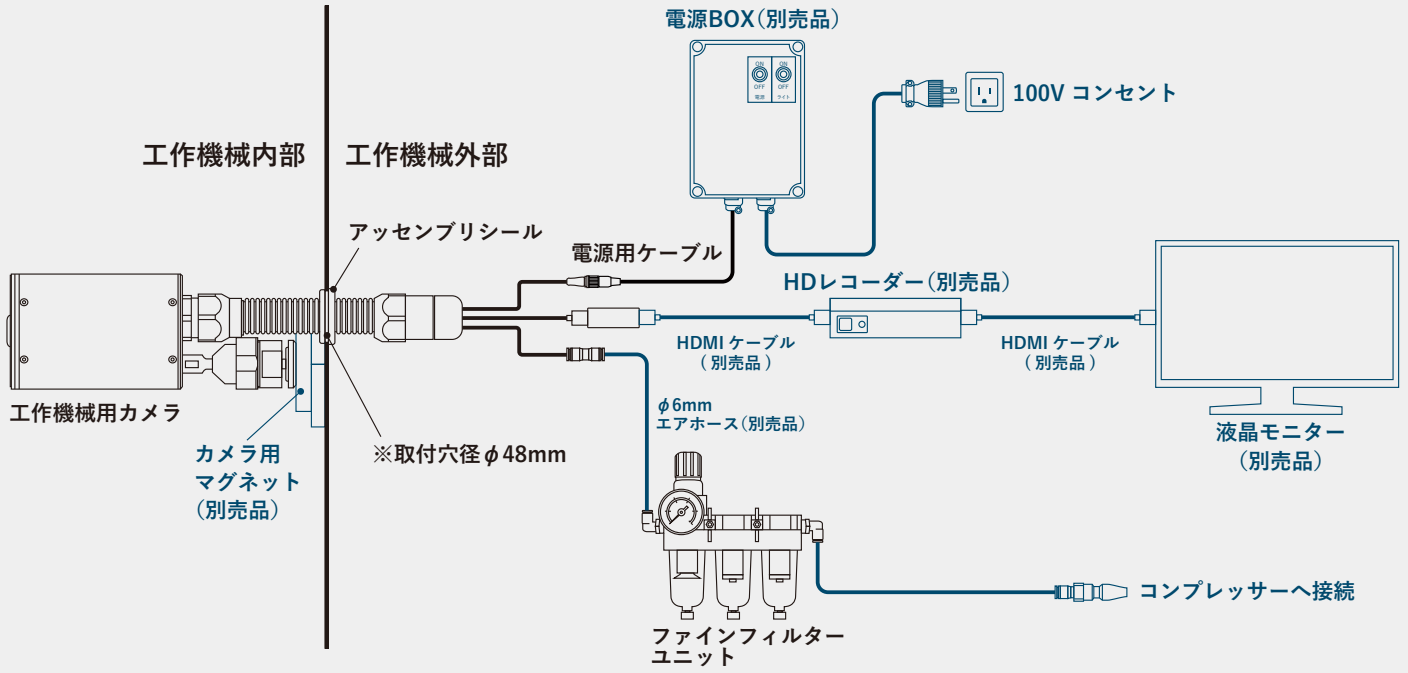 電源BOX(別売品)
ON
OFF
電源
ON
OFF
ライト
100V コンセント
工作機械内部
工作機械外部
アッセンブリシール
電源用ケーブル
HDレコーダー(別売品)
HDMI ケーブル
(別売品)
HDMI ケーブル
(別売品)
工作機械用カメラ
φ6mm
エアホース(別売品)
液晶モニター
(別売品)
カメラ用
マグネット
(別売品)
※取付穴径φ48mm
コンプレッサーへ接続
ファインフィルター
ユニット